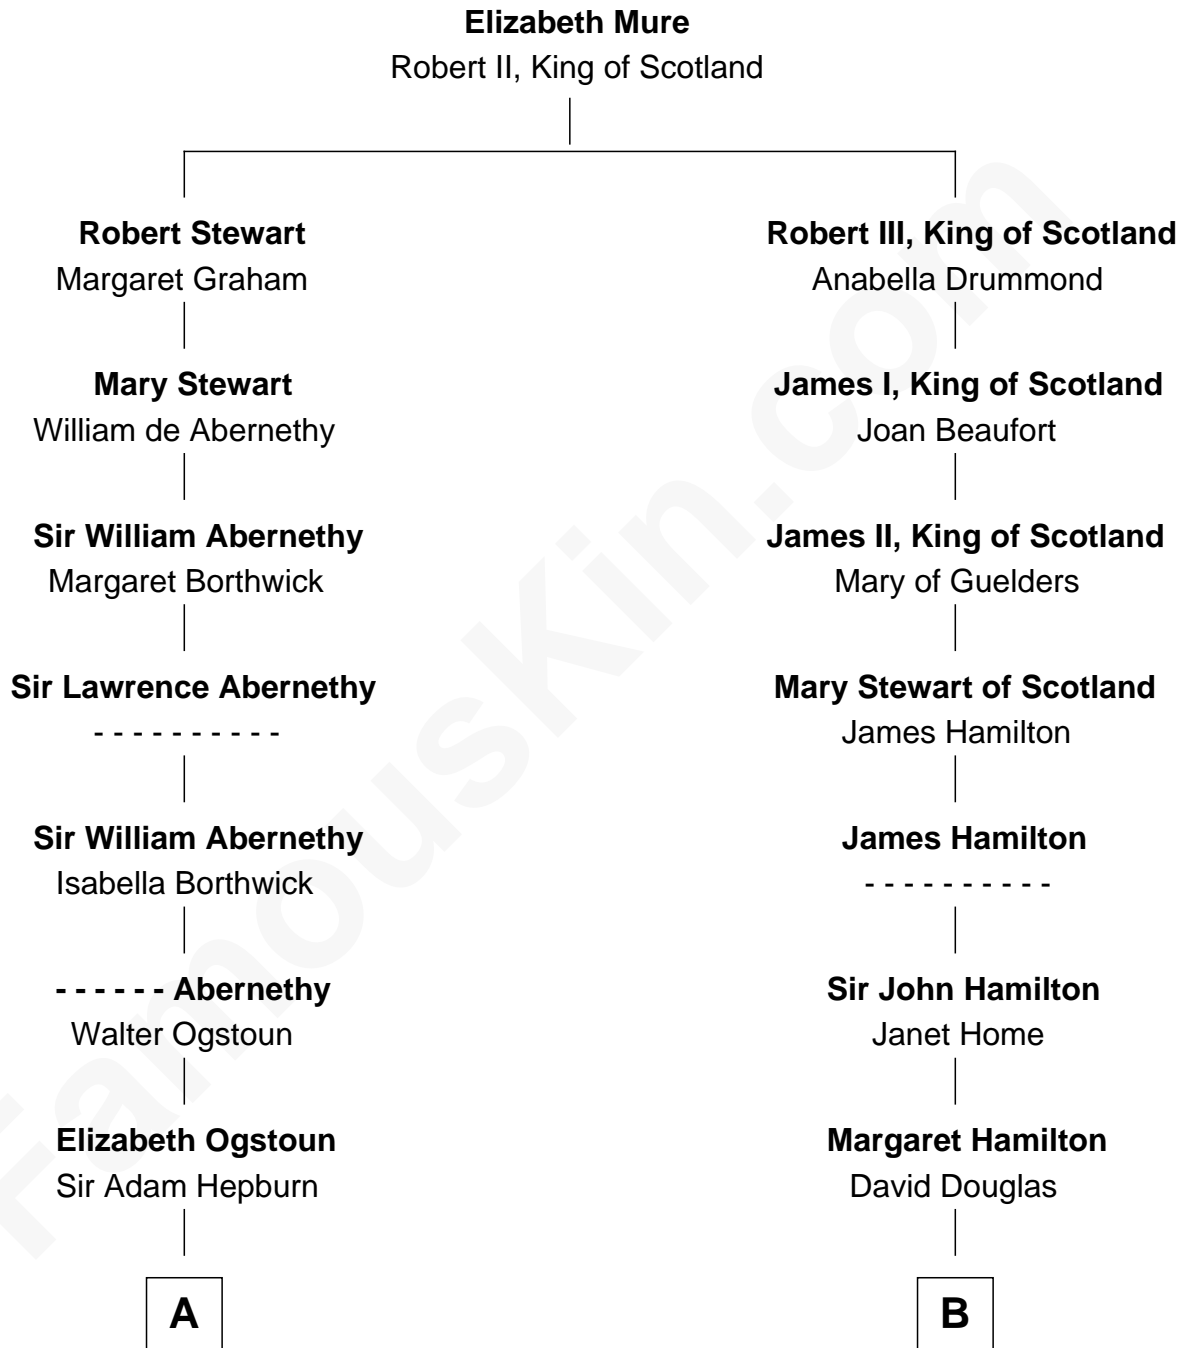 Elizabeth Mure
Robert II, King of Scotland
Robert Stewart
Margaret Graham
Mary Stewart
William de Abernethy
Sir William Abernethy
Margaret Borthwick
Sir Lawrence Abernethy
- - - - - - - - - -
Sir William Abernethy
Isabella Borthwick
- - - - - - Abernethy
Walter Ogstoun
Elizabeth Ogstoun
Sir Adam Hepburn
A
Robert III, King of Scotland
Anabella Drummond
James I, King of Scotland
Joan Beaufort
James II, King of Scotland
Mary of Guelders
Mary Stewart of Scotland
James Hamilton
James Hamilton
- - - - - - - - - -
Sir John Hamilton
Janet Home
Margaret Hamilton
David Douglas
B
FamousKin.com